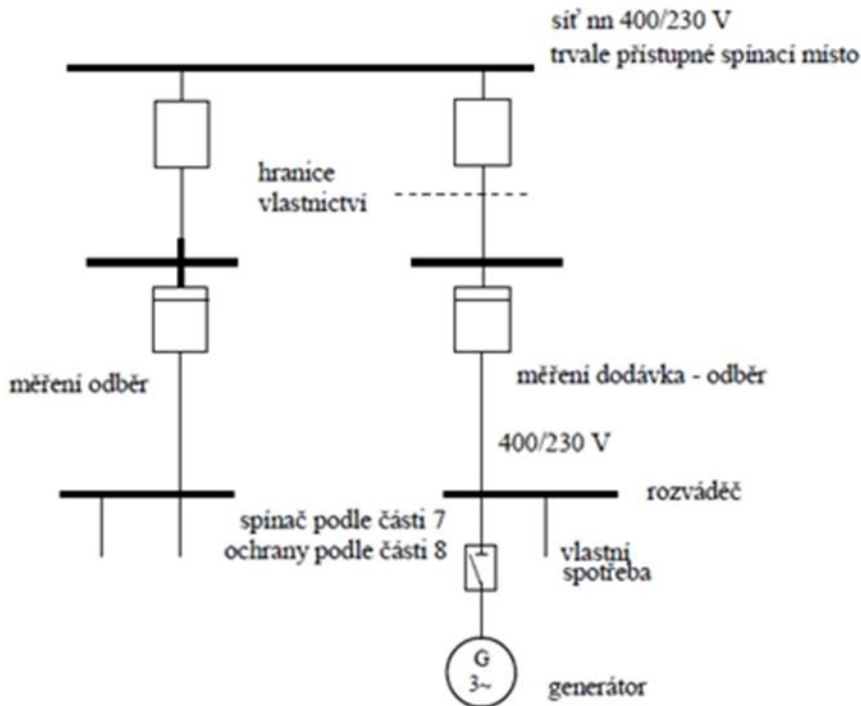 síť nn 400/230 V
trvale přístupné spínací místo
hranice
vlastnictví
měření odběr
měření dodávka - odběr
400/230 V
rozváděč
spínač podle části 7
ochrany podle části 8
vlastní
spotřeba
G
3~
generátor